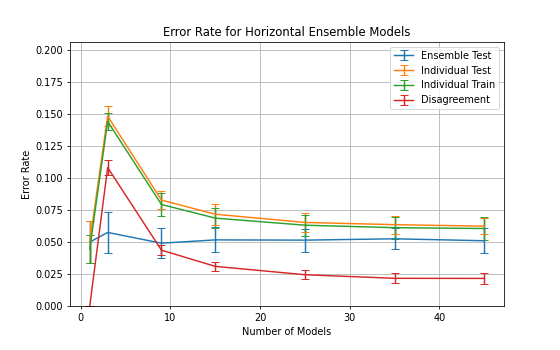 Error Rate for Horizontal Ensemble Models
0.200
0.175
0.150
0.125
0.100
0.075
0.050
0.025
0.000
Error Rate
Ensemble Test
Individual Test
Individual Train
Disagreement
0
10
20
30
40
Number of Models